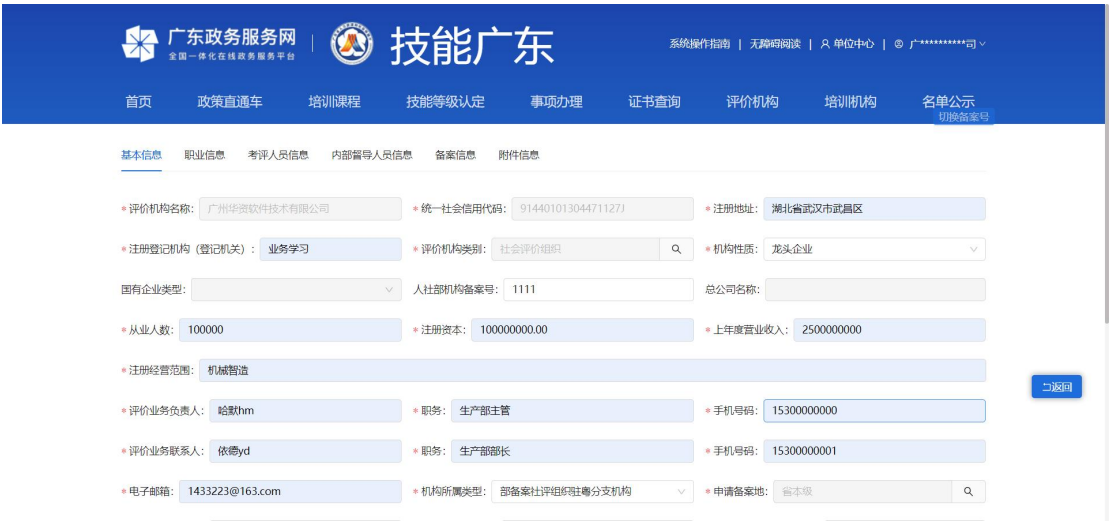 广东政务服务网
全国一体化在线政务服务平台
技能广东
系统操作指南 | 无障碍阅读 | 单位中心 | 广**********司
首页 政策直通车 培训课程 技能等级认定 事项办理 证书查询 评价机构 培训机构 名单公示
切换备案号
基本信息 职业信息 考评人员信息 内部督导人员信息 备案信息 附件信息
* 评价机构名称: 广州华资软件技术有限公司 * 统一社会信用代码: 91440101304471127J * 注册地址: 湖北省武汉市武昌区
* 注册登记机构（登记机关）: 业务学习 * 评价机构类别: 社会评价组织 * 机构性质: 龙头企业
国有企业类型: 人社部机构备案号: 1111 总公司名称:
* 从业人数: 100000 * 注册资本: 100000000.00 * 上年度营业收入: 2500000000
* 注册经营范围: 机械智造
返回
* 评价业务负责人: 哈默hm * 职务: 生产部主管 * 手机号码: 15300000000
* 评价业务联系人: 依德yd * 职务: 生产部部长 * 手机号码: 15300000001
* 电子邮箱: 1433223@163.com * 机构所属类型: 部备案社评组织驻粤分支机构 * 申请备案地: 省本级